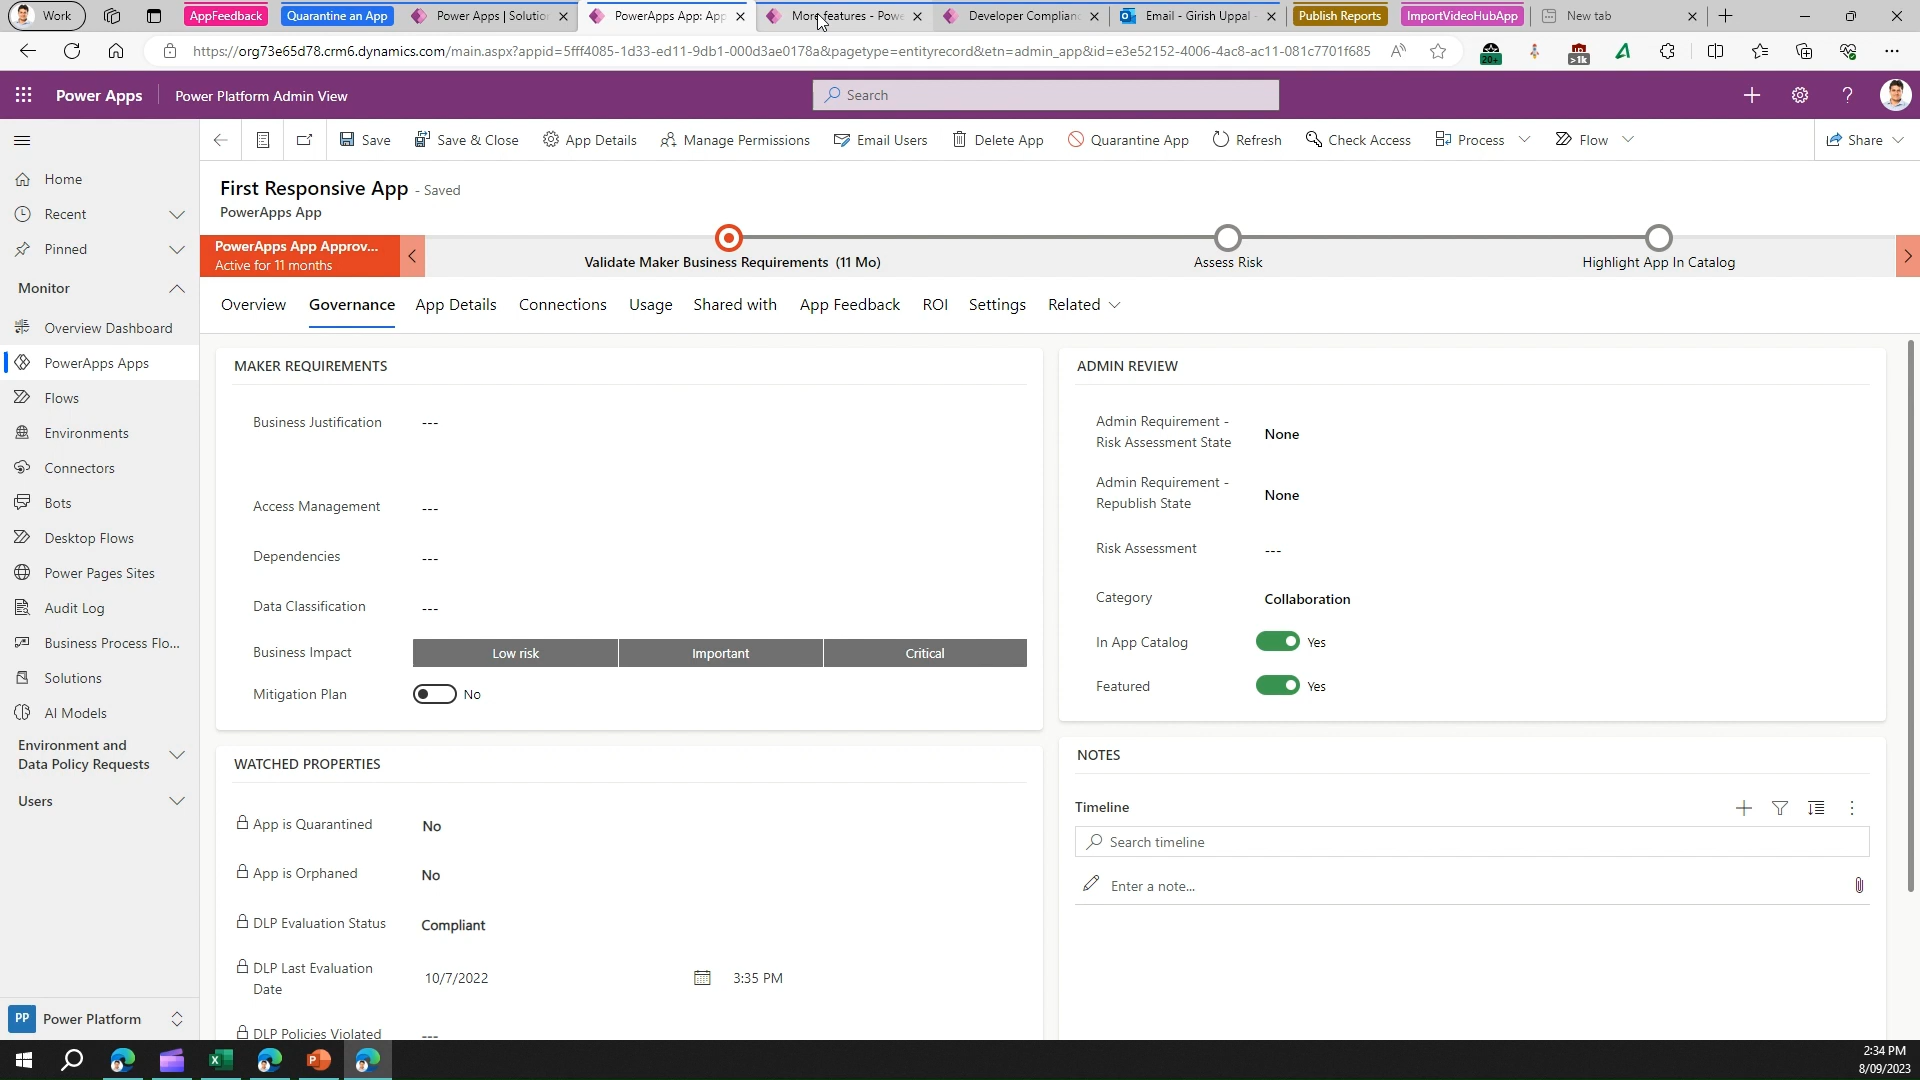 Work
AppFeedback
Quarantine an App
Power Apps | Solutio
PowerApps App: App
More features - Powe
Developer Complianc
Email - Girish Uppal -
Publish Reports
ImportVideoHubApp
New tab
https://org73e65d78.crm6.dynamics.com/main.aspx?appid=5fff4085-1d33-ed11-9db1-000d3ae0178a&pagetype=entityrecord&etn=admin_app&id=e3e52152-4006-4ac8-ac11-081c7701f685
20+
>1k
Power Apps
Power Platform Admin View
Search
Save
Save & Close
App Details
Manage Permissions
Email Users
Delete App
Quarantine App
Refresh
Check Access
Process
Flow
Share
Home
Recent
Pinned
Monitor
Overview Dashboard
PowerApps Apps
Flows
Environments
Connectors
Bots
Desktop Flows
Power Pages Sites
Audit Log
Business Process Flo...
Solutions
AI Models
Environment and
Data Policy Requests
Users
PP
Power Platform
First Responsive App - Saved
PowerApps App
PowerApps App Approv...
Active for 11 months
Validate Maker Business Requirements (11 Mo)
Assess Risk
Highlight App In Catalog
Overview
Governance
App Details
Connections
Usage
Shared with
App Feedback
ROI
Settings
Related
MAKER REQUIREMENTS
Business Justification
---
Access Management
---
Dependencies
---
Data Classification
---
Business Impact
Low risk
Important
Critical
Mitigation Plan
No
WATCHED PROPERTIES
App is Quarantined
No
App is Orphaned
No
DLP Evaluation Status
Compliant
DLP Last Evaluation
Date
10/7/2022
3:35 PM
DLP Policies Violated
---
ADMIN REVIEW
Admin Requirement -
Risk Assessment State
None
Admin Requirement -
Republish State
None
Risk Assessment
---
Category
Collaboration
In App Catalog
Yes
Featured
Yes
NOTES
Timeline
Search timeline
Enter a note...
2:34 PM
8/09/2023